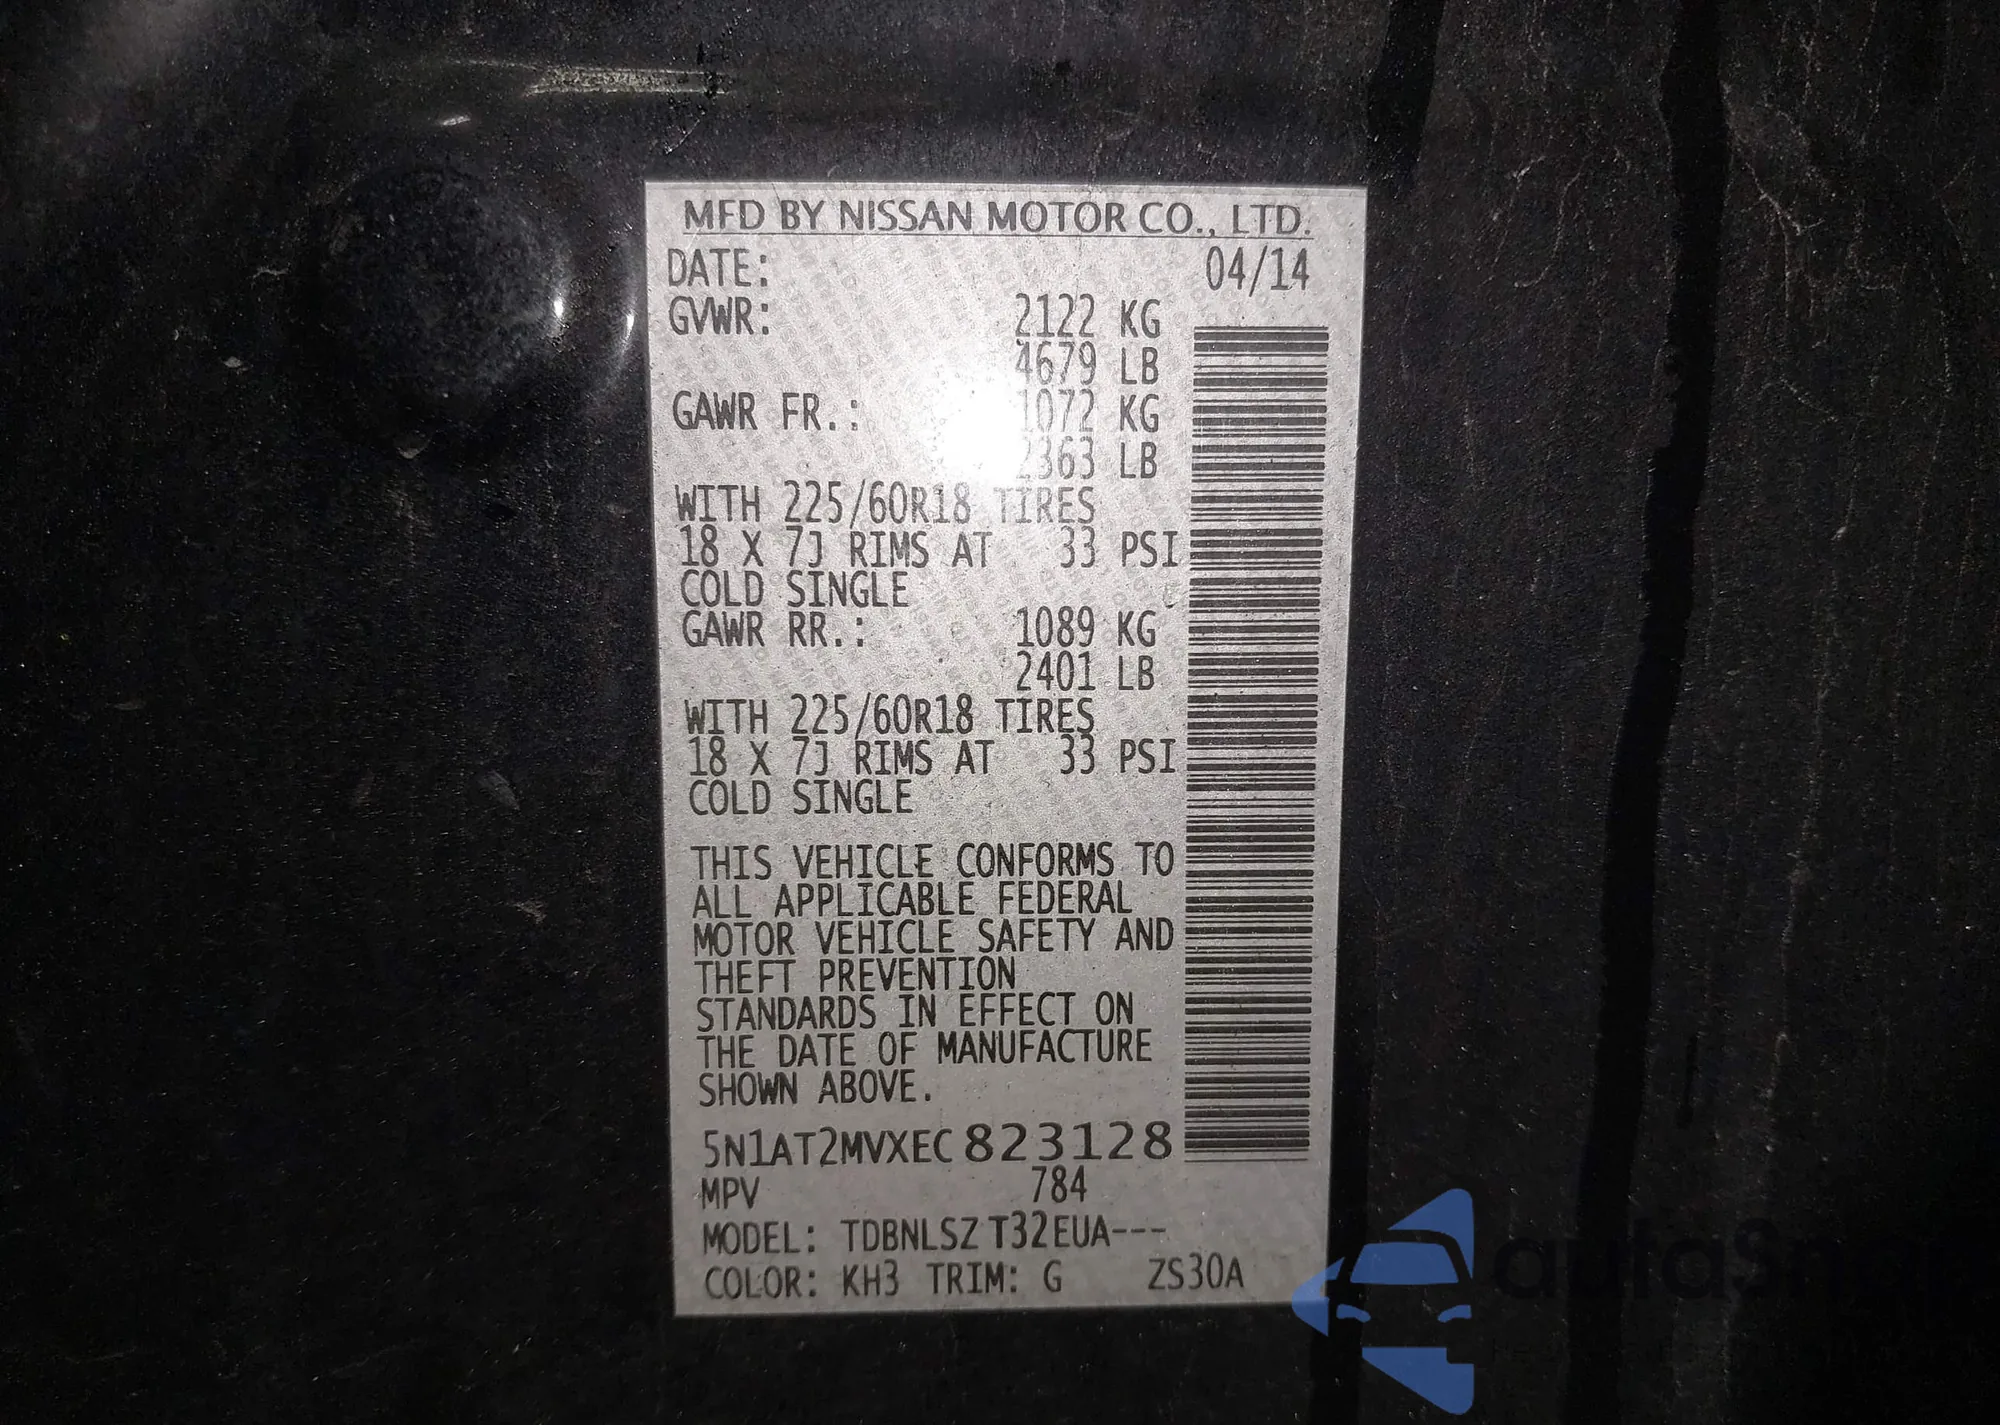 MFD BY NISSAN MOTOR CO., LTD.
DATE: 04/14
GVWR: 2122 KG
4679 LB
GAWR FR.: 1072 KG
2363 LB
WITH 225/60R18 TIRES
18 X 7J RIMS AT 33 PSI
COLD SINGLE
GAWR RR.: 1089 KG
2401 LB
WITH 225/60R18 TIRES
18 X 7J RIMS AT 33 PSI
COLD SINGLE
THIS VEHICLE CONFORMS TO
ALL APPLICABLE FEDERAL
MOTOR VEHICLE SAFETY AND
THEFT PREVENTION
STANDARDS IN EFFECT ON
THE DATE OF MANUFACTURE
SHOWN ABOVE.
5N1AT2MVXEC823128
MPV 784
MODEL: TDBNLSZ T32EUA---
COLOR: KH3 TRIM: G ZS30A